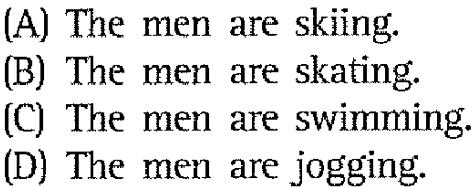 (A) The men are skiing.
(B) The men are skating.
(C) The men are swimming.
(D) The men are jogging.